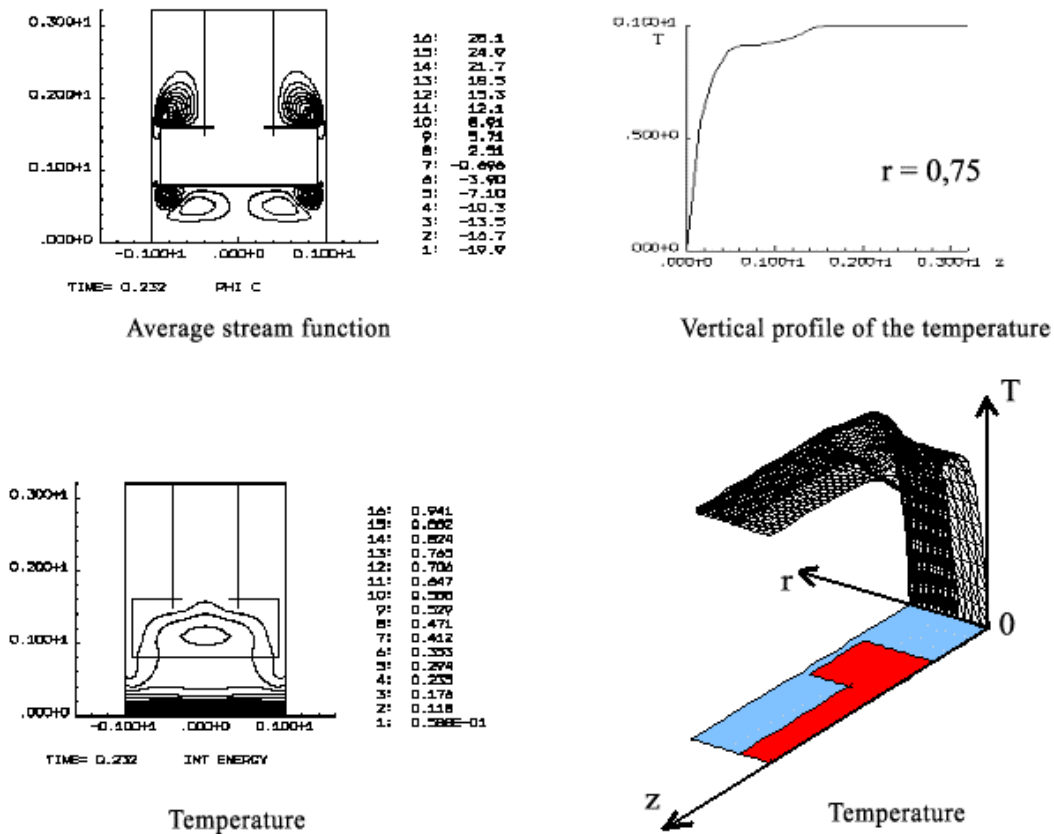 0.300+1
0.200+1
0.100+1
.000+0
-0.100+1 .000+0 0.100+1
TIME= 0.232 PHI C
16: 28.1
15: 24.9
14: 21.7
13: 18.5
12: 15.3
11: 12.1
10: 8.91
9: 5.71
8: 2.51
7: -0.696
6: -3.90
5: -7.10
4: -10.3
3: -13.5
2: -16.7
1: -19.9
Average stream function
0.100+1
T
.500+0
.000+0
.000+0 0.100+1 0.200+1 0.300+1 z
r = 0,75
Vertical profile of the temperature
0.300+1
0.200+1
0.100+1
.000+0
-0.100+1 .000+0 0.100+1
TIME= 0.232 INT ENERGY
16: 0.941
15: 0.882
14: 0.824
13: 0.765
12: 0.706
11: 0.647
10: 0.588
9: 0.529
8: 0.471
7: 0.412
6: 0.353
5: 0.294
4: 0.235
3: 0.176
2: 0.118
1: 0.588E-01
Temperature
T
r
0
z
Temperature